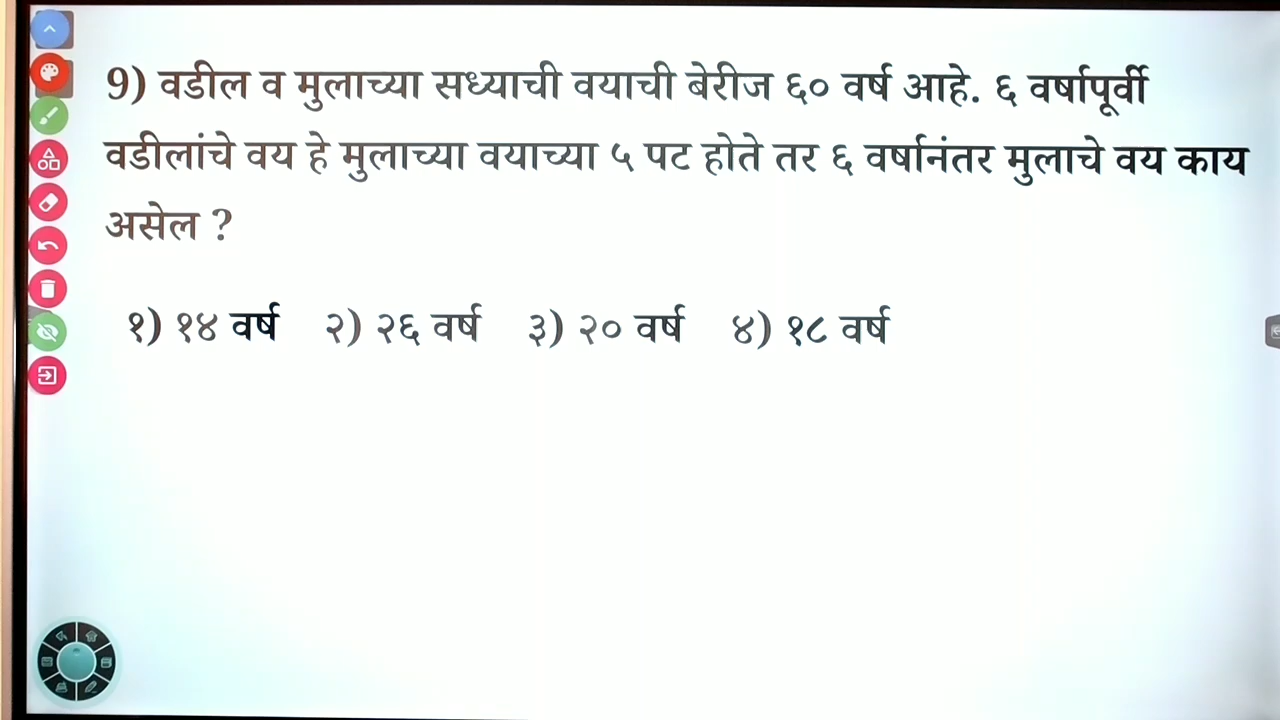 9) वडील व मुलाच्या सध्याची वयाची बेरीज ६० वर्ष आहे. ६ वर्षापूर्वी
वडीलांचे वय हे मुलाच्या वयाच्या ५ पट होते तर ६ वर्षानंतर मुलाचे वय काय
असेल ?
१) १४ वर्ष २) २६ वर्ष ३) २० वर्ष ४) १८ वर्ष